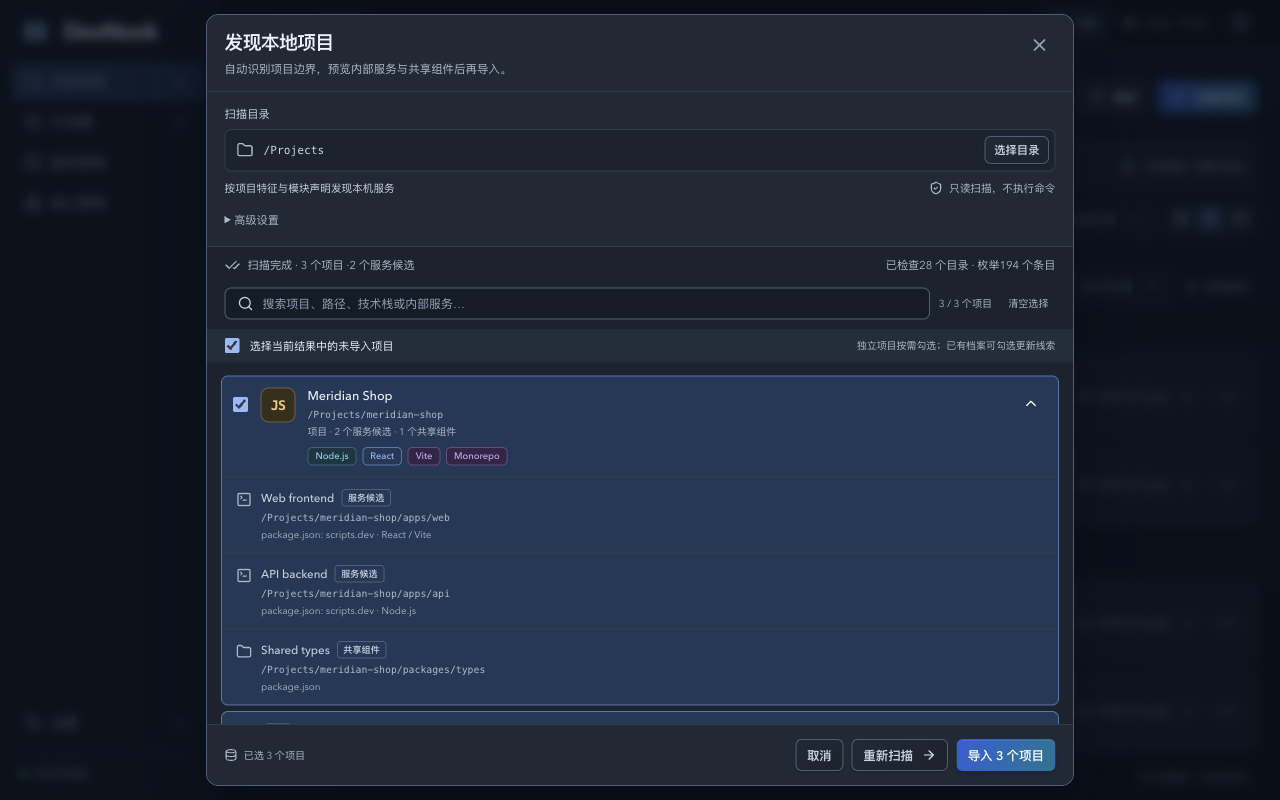 发现本地项目
自动识别项目边界，预览内部服务与共享组件后再导入。
扫描目录
/Projects
选择目录
按项目特征与模块声明发现本机服务
只读扫描，不执行命令
高级设置
扫描完成 · 3 个项目 ·2 个服务候选
已检查28 个目录 · 枚举194 个条目
搜索项目、路径、技术栈或内部服务...
3 / 3 个项目
清空选择
选择当前结果中的未导入项目
独立项目按需勾选；已有档案可勾选更新线索
JS
Meridian Shop
/Projects/meridian-shop
项目 · 2 个服务候选 · 1 个共享组件
Node.js
React
Vite
Monorepo
Web frontend
服务候选
/Projects/meridian-shop/apps/web
package.json: scripts.dev · React / Vite
API backend
服务候选
/Projects/meridian-shop/apps/api
package.json: scripts.dev · Node.js
Shared types
共享组件
/Projects/meridian-shop/packages/types
package.json
已选 3 个项目
取消
重新扫描
导入 3 个项目